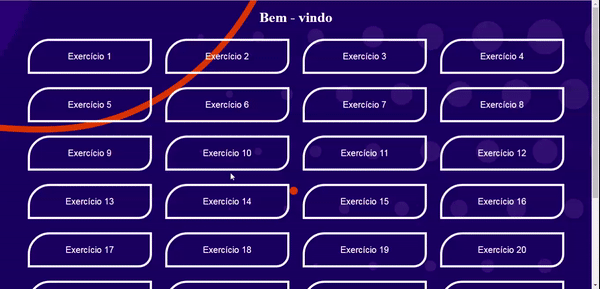 Bem - vindo
Exercício 1 Exercício 2 Exercício 3 Exercício 4
Exercício 5 Exercício 6 Exercício 7 Exercício 8
Exercício 9 Exercício 10 Exercício 11 Exercício 12
Exercício 13 Exercício 14 Exercício 15 Exercício 16
Exercício 17 Exercício 18 Exercício 19 Exercício 20